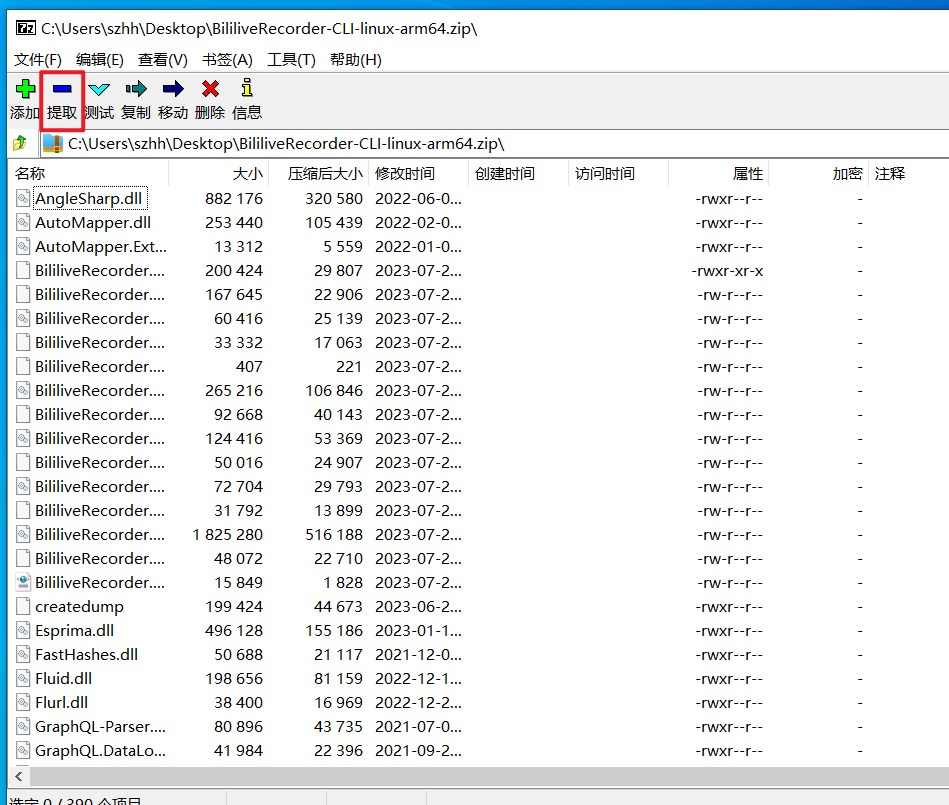 C:\Users\szhh\Desktop\BililiveRecorder-CLI-linux-arm64.zip\
文件(F) 编辑(E) 查看(V) 书签(A) 工具(T) 帮助(H)
添加 提取 测试 复制 移动 删除 信息
C:\Users\szhh\Desktop\BililiveRecorder-CLI-linux-arm64.zip\
名称 大小 压缩后大小 修改时间 创建时间 访问时间 属性 加密 注释
AngleSharp.dll 882 176 320 580 2022-06-0... -rwxr--r-- -
AutoMapper.dll 253 440 105 439 2022-02-0... -rwxr--r-- -
AutoMapper.Ext... 13 312 5 559 2022-01-0... -rwxr--r-- -
BililiveRecorder.... 200 424 29 807 2023-07-2... -rwxr-xr-x -
BililiveRecorder.... 167 645 22 906 2023-07-2... -rw-r--r-- -
BililiveRecorder.... 60 416 25 139 2023-07-2... -rw-r--r-- -
BililiveRecorder.... 33 332 17 063 2023-07-2... -rw-r--r-- -
BililiveRecorder.... 407 221 2023-07-2... -rw-r--r-- -
BililiveRecorder.... 265 216 106 846 2023-07-2... -rw-r--r-- -
BililiveRecorder.... 92 668 40 143 2023-07-2... -rw-r--r-- -
BililiveRecorder.... 124 416 53 369 2023-07-2... -rw-r--r-- -
BililiveRecorder.... 50 016 24 907 2023-07-2... -rw-r--r-- -
BililiveRecorder.... 72 704 29 793 2023-07-2... -rw-r--r-- -
BililiveRecorder.... 31 792 13 899 2023-07-2... -rw-r--r-- -
BililiveRecorder.... 1 825 280 516 188 2023-07-2... -rw-r--r-- -
BililiveRecorder.... 48 072 22 710 2023-07-2... -rw-r--r-- -
BililiveRecorder.... 15 849 1 828 2023-07-2... -rw-r--r-- -
createdump 199 424 44 673 2023-06-2... -rwxr--r-- -
Esprima.dll 496 128 155 186 2023-01-1... -rwxr--r-- -
FastHashes.dll 50 688 21 117 2021-12-0... -rwxr--r-- -
Fluid.dll 198 656 81 159 2022-12-1... -rwxr--r-- -
Flurl.dll 38 400 16 969 2022-12-2... -rwxr--r-- -
GraphQL-Parser.... 80 896 43 735 2021-07-0... -rwxr--r-- -
GraphQL.DataLo... 41 984 22 396 2021-09-2... -rwxr--r-- -
选定 0 / 390 个项目